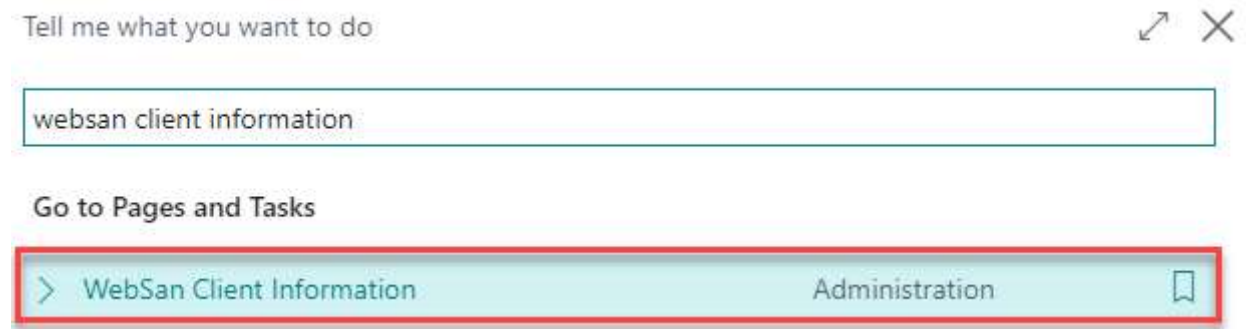 Tell me what you want to do
websan client information
Go to Pages and Tasks
WebSan Client Information Administration